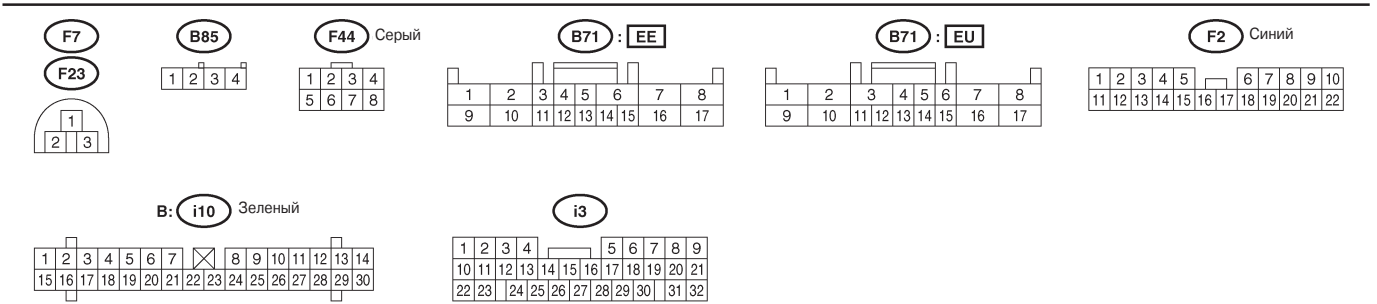 F7
F23
1
2 3
B85
1 2 3 4
F44 Серый
1 2 3 4
5 6 7 8
B71 : EE
1 2 3 4 5 6 7 8
9 10 11 12 13 14 15 16 17
B71 : EU
1 2 3 4 5 6 7 8
9 10 11 12 13 14 15 16 17
F2 Синий
1 2 3 4 5 6 7 8 9 10
11 12 13 14 15 16 17 18 19 20 21 22
B: i10 Зеленый
1 2 3 4 5 6 7 8 9 10 11 12 13 14
15 16 17 18 19 20 21 22 23 24 25 26 27 28 29 30
i3
1 2 3 4 5 6 7 8 9
10 11 12 13 14 15 16 17 18 19 20 21
22 23 24 25 26 27 28 29 30 31 32